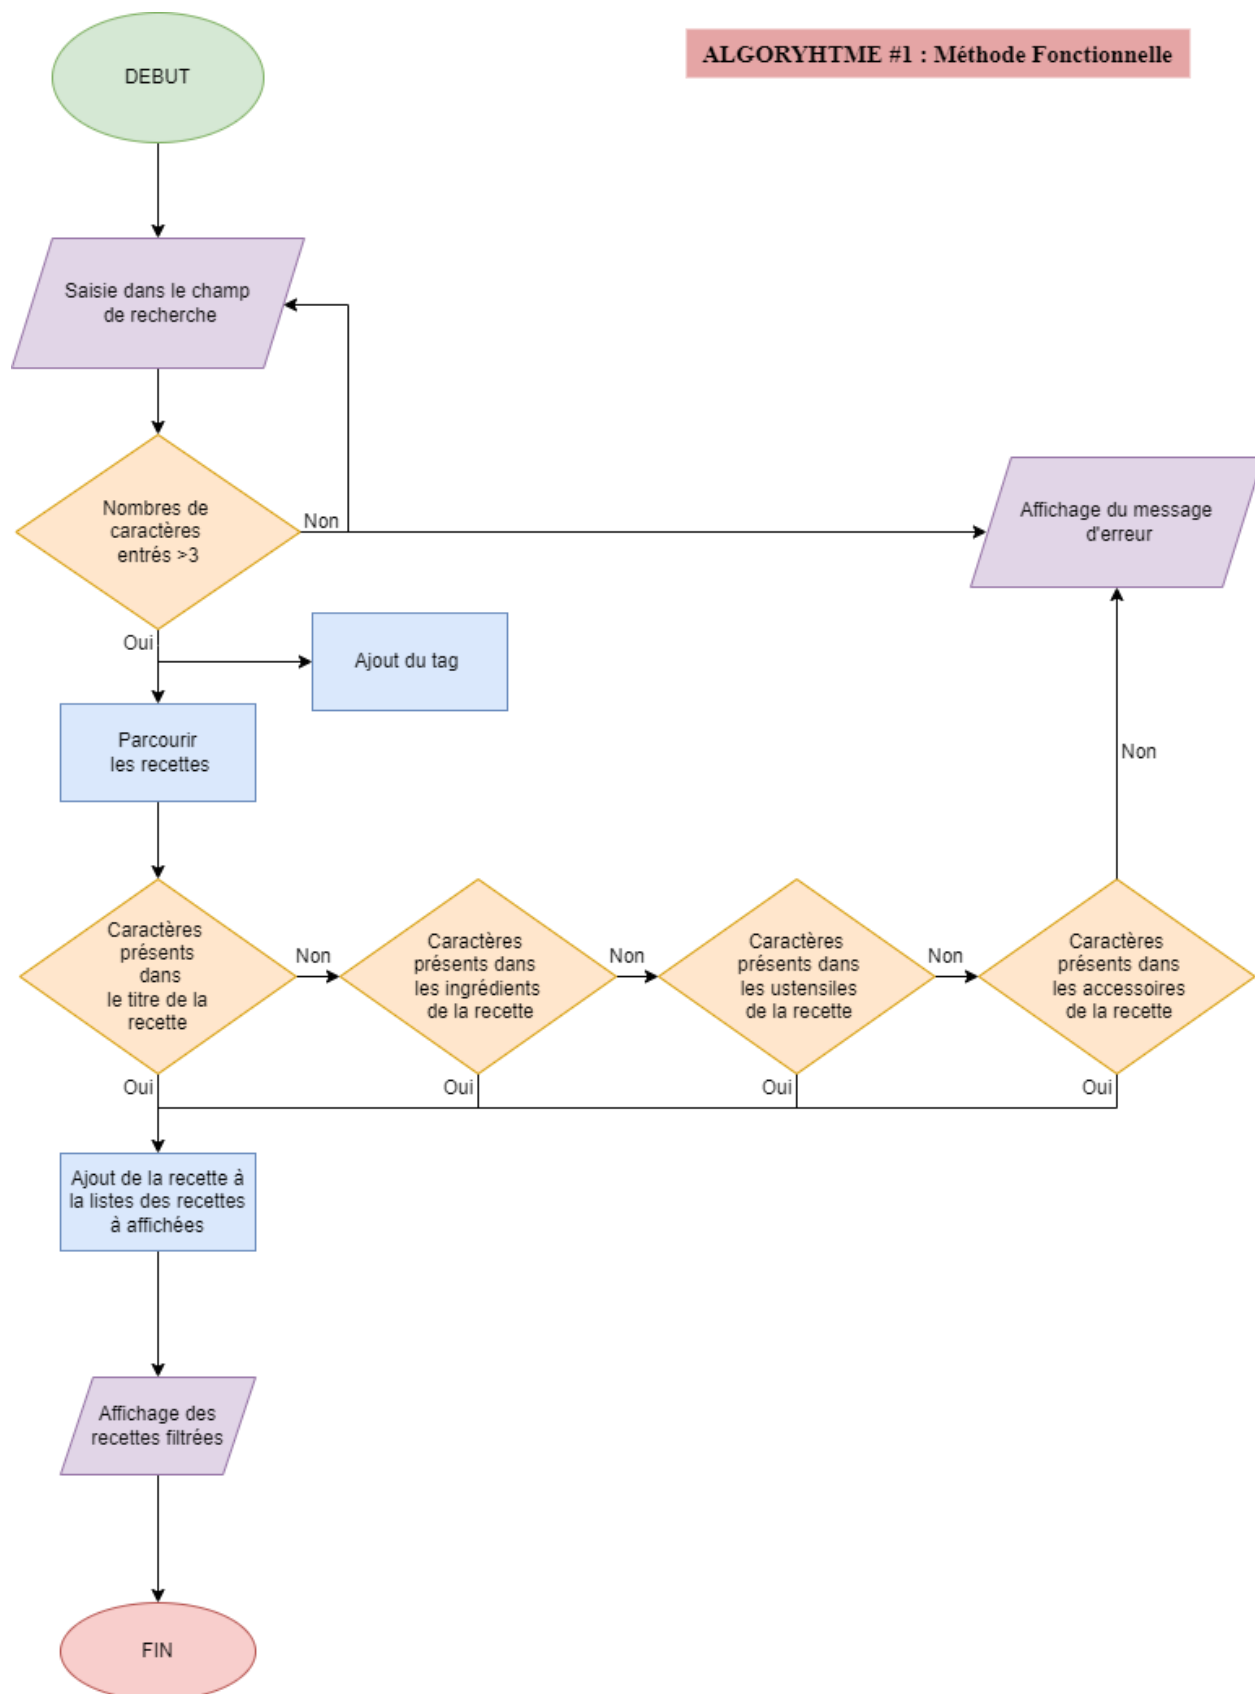 DEBUT
ALGORYHTME #1 : Méthode Fonctionnelle
Saisie dans le champ
de recherche
Nombres de
caractères
entrés >3
Non
Affichage du message
d'erreur
Oui
Ajout du tag
Parcourir
les recettes
Non
Caractères
présents
dans
le titre de la
recette
Non
Caractères
présents dans
les ingrédients
de la recette
Non
Caractères
présents dans
les ustensiles
de la recette
Non
Caractères
présents dans
les accessoires
de la recette
Oui
Oui
Oui
Oui
Ajout de la recette à
la listes des recettes
à affichées
Affichage des
recettes filtrées
FIN